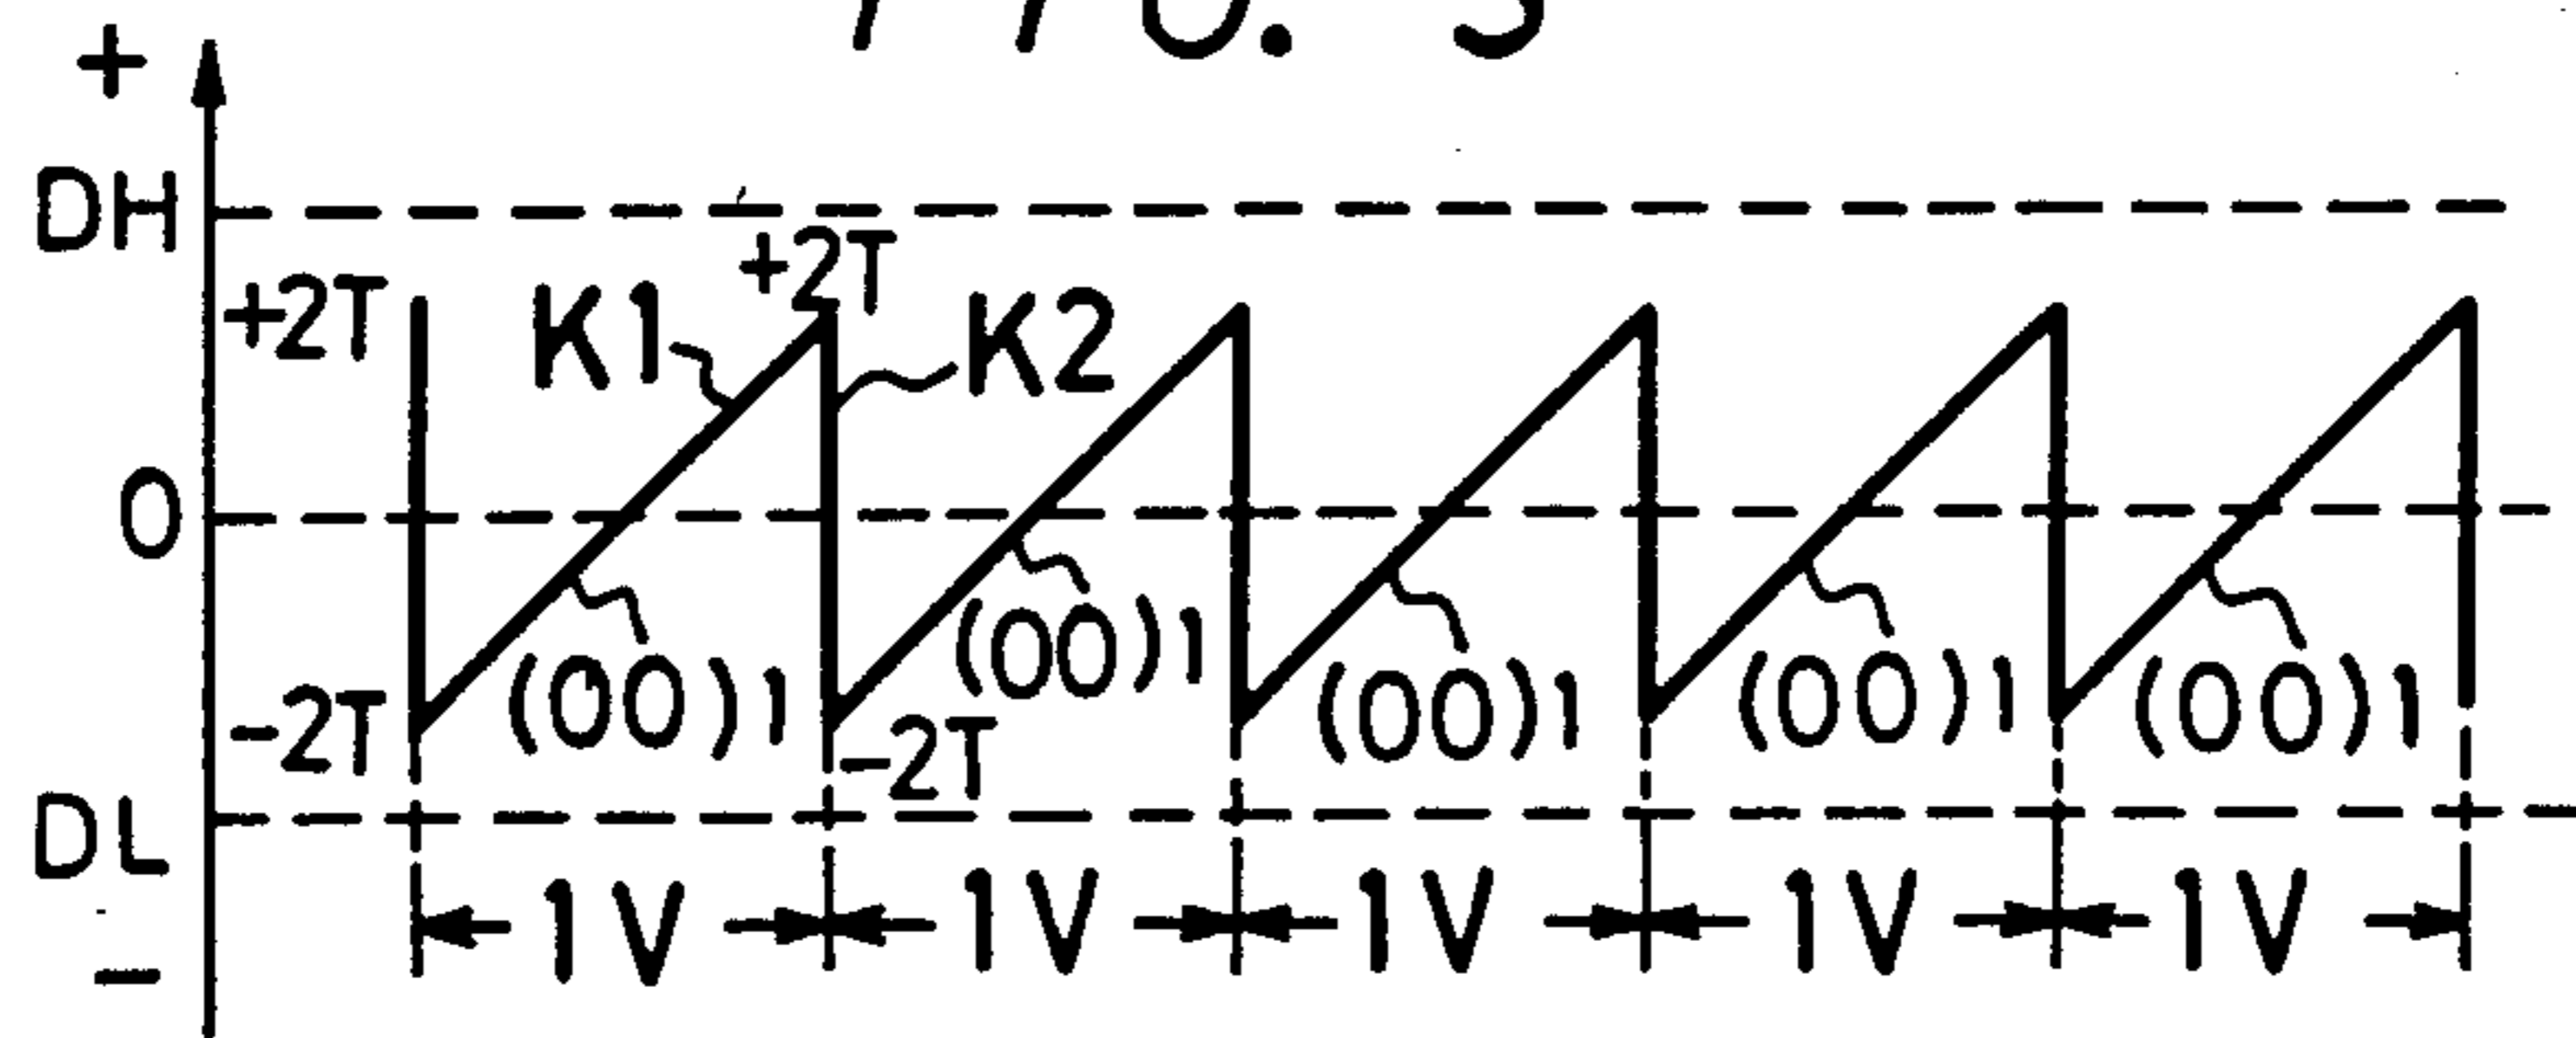 +
DH
+2T
K1
+2T
K2
0
(00)1
(00)1
(00)1
(00)1
(00)1
-2T
-2T
DL
1V
1V
1V
1V
1V
-